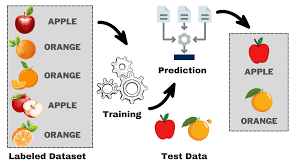 APPLE
ORANGE
ORANGE
APPLE
ORANGE
Labeled Dataset
Training
Prediction
Test Data
APPLE
ORANGE